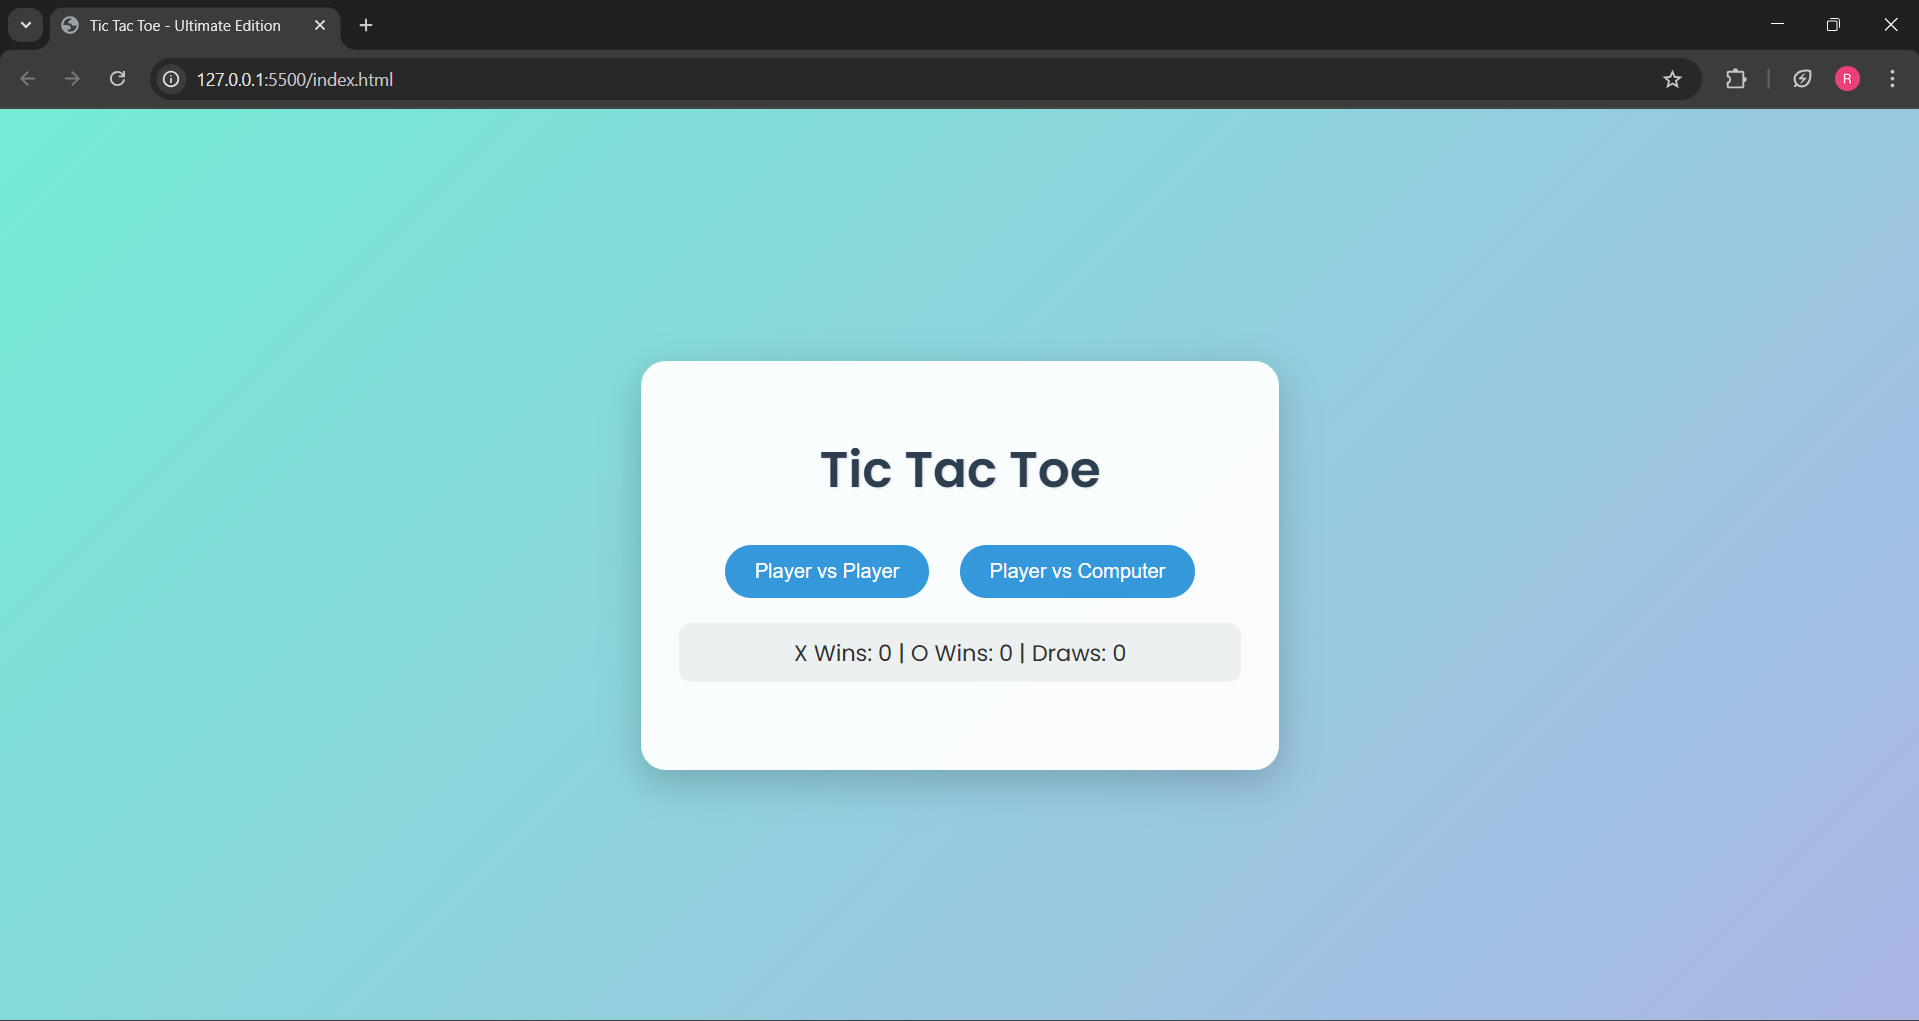 Tic Tac Toe - Ultimate Edition
127.0.0.1:5500/index.html
R
Tic Tac Toe
Player vs Player Player vs Computer
X Wins: 0 | O Wins: 0 | Draws: 0